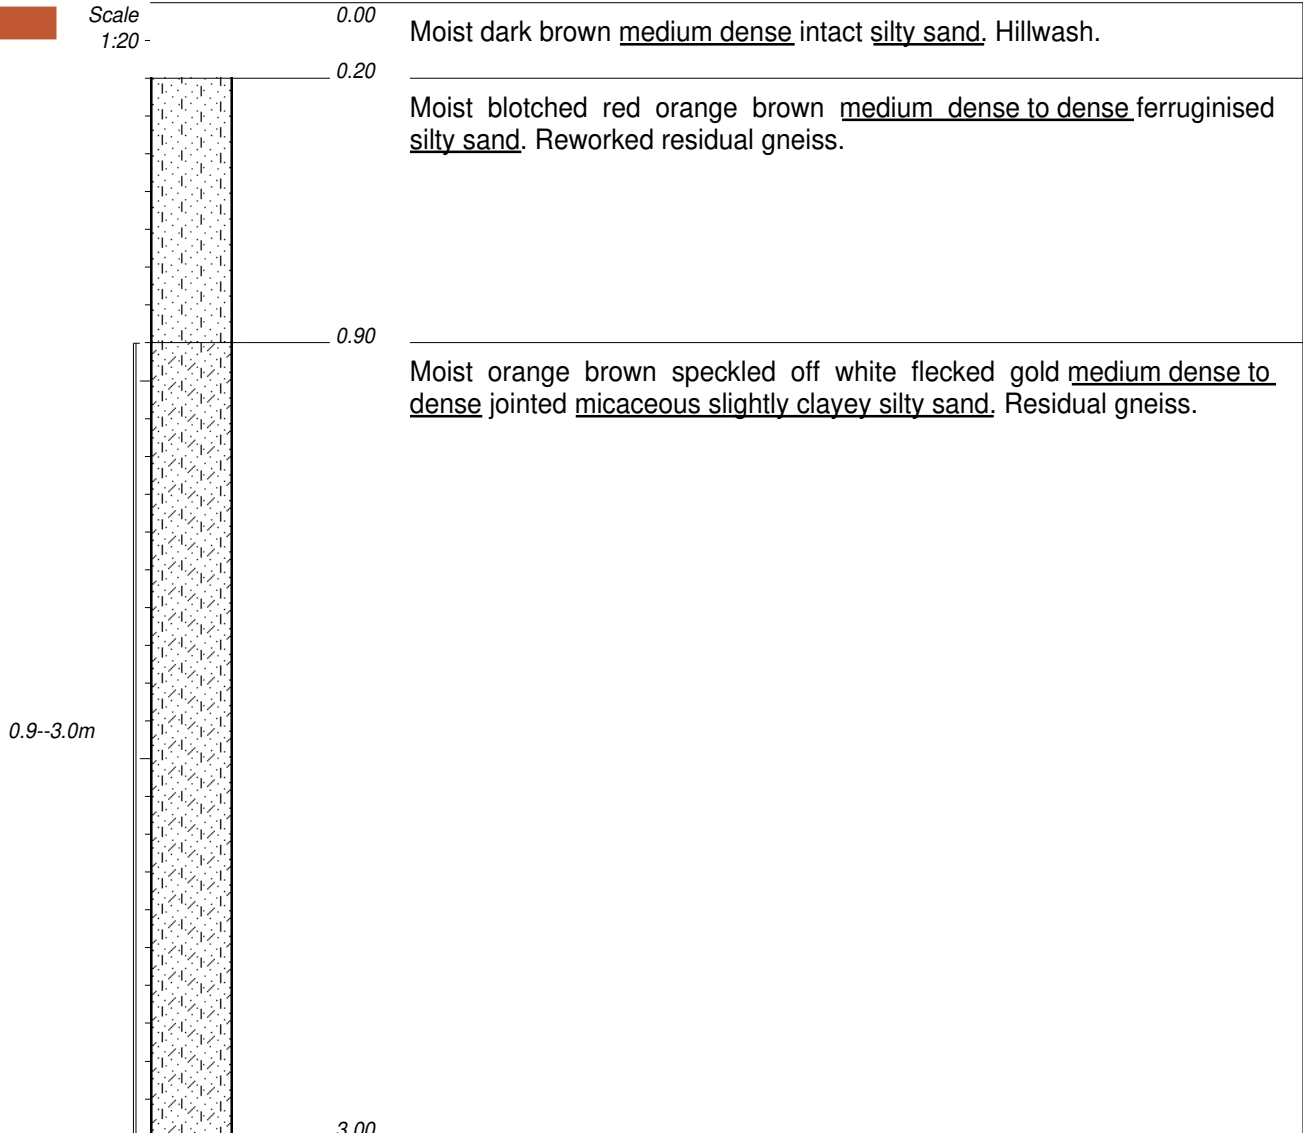 Scale
1:20
0.00
Moist dark brown medium dense intact silty sand. Hillwash.
0.20
Moist blotched red orange brown medium dense to dense ferruginised
silty sand. Reworked residual gneiss.
0.90
Moist orange brown speckled off white flecked gold medium dense to
dense jointed micaceous slightly clayey silty sand. Residual gneiss.
0.9--3.0m
3.00